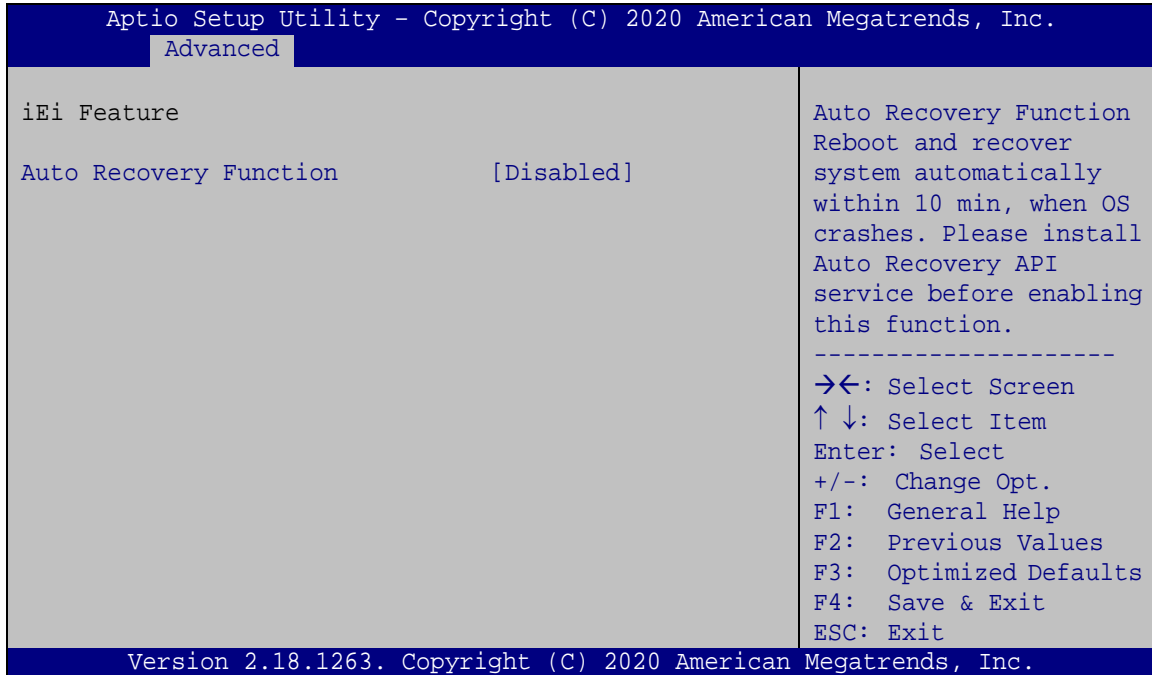 Aptio Setup Utility – Copyright (C) 2020 American Megatrends, Inc.
Advanced
iEi Feature
Auto Recovery Function [Disabled]
Auto Recovery Function
Reboot and recover
system automatically
within 10 min, when OS
crashes. Please install
Auto Recovery API
service before enabling
this function.
---------------------
→←: Select Screen
↑ ↓: Select Item
Enter: Select
+/-: Change Opt.
F1: General Help
F2: Previous Values
F3: Optimized Defaults
F4: Save & Exit
ESC: Exit
Version 2.18.1263. Copyright (C) 2020 American Megatrends, Inc.